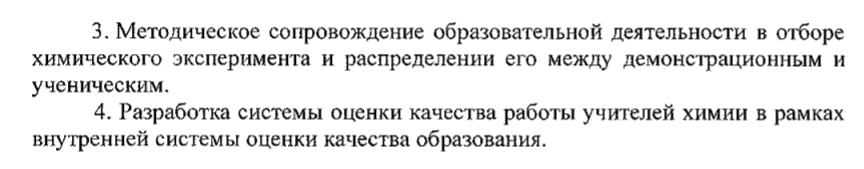 3. Методическое сопровождение образовательной деятельности в отборе
химического эксперимента и распределении его между демонстрационным и
ученическим.
4. Разработка системы оценки качества работы учителей химии в рамках
внутренней системы оценки качества образования.